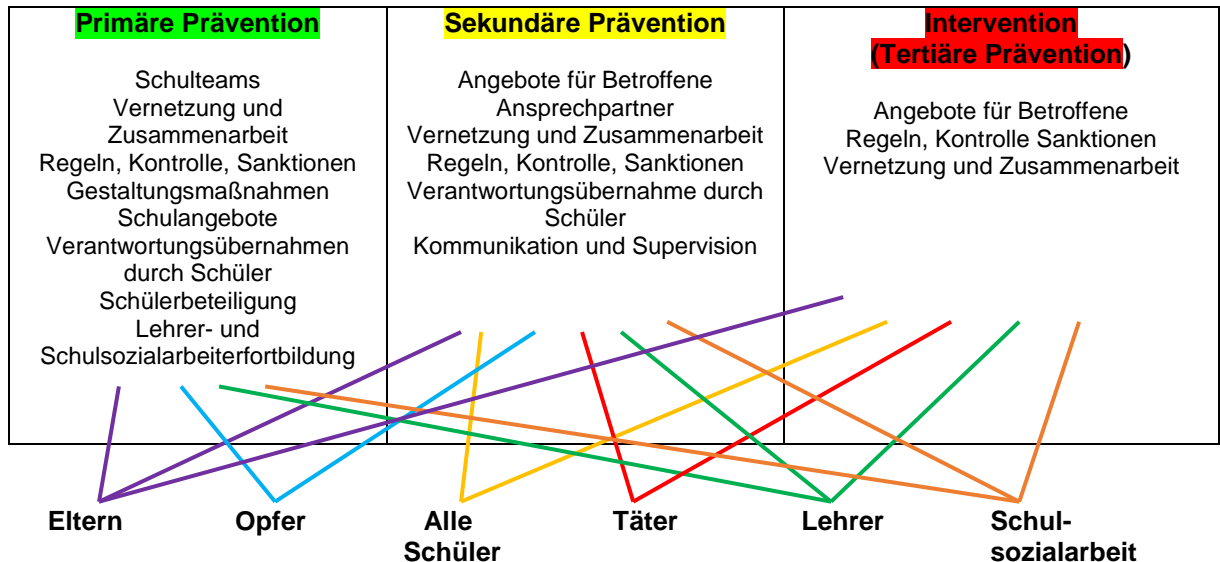 Primäre Prävention
Schulteams
Vernetzung und
Zusammenarbeit
Regeln, Kontrolle, Sanktionen
Gestaltungsmaßnahmen
Schulangebote
Verantwortungsübernahmen
durch Schüler
Schülerbeteiligung
Lehrer- und
Schulsozialarbeiterfortbildung
Sekundäre Prävention
Angebote für Betroffene
Ansprechpartner
Vernetzung und Zusammenarbeit
Regeln, Kontrolle, Sanktionen
Verantwortungsübernahme durch
Schüler
Kommunikation und Supervision
Intervention
(Tertiäre Prävention)
Angebote für Betroffene
Regeln, Kontrolle Sanktionen
Vernetzung und Zusammenarbeit
Eltern
Opfer
Alle
Schüler
Täter
Lehrer
Schul-
sozialarbeit